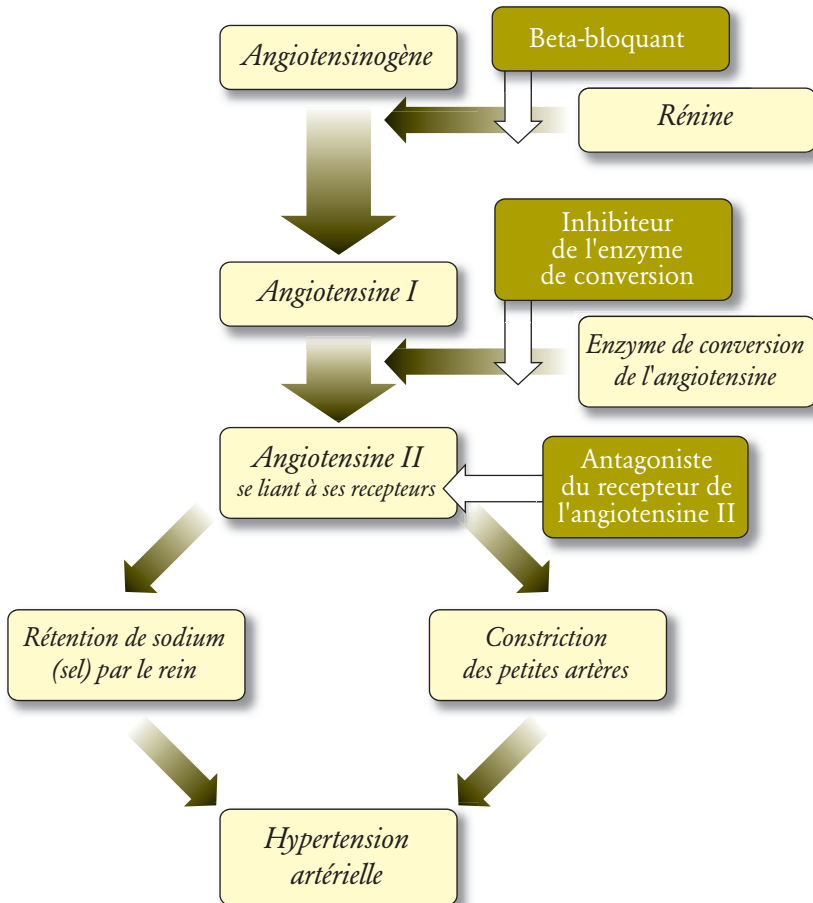 Angiotensinogène
Beta-bloquant
Rénine
Inhibiteur
de l'enzyme
de conversion
Angiotensine I
Enzyme de conversion
de l'angiotensine
Angiotensine II
se liant à ses recepteurs
Antagoniste
du recepteur de
l'angiotensine II
Rétention de sodium
(sel) par le rein
Constriction
des petites artères
Hypertension
artérielle